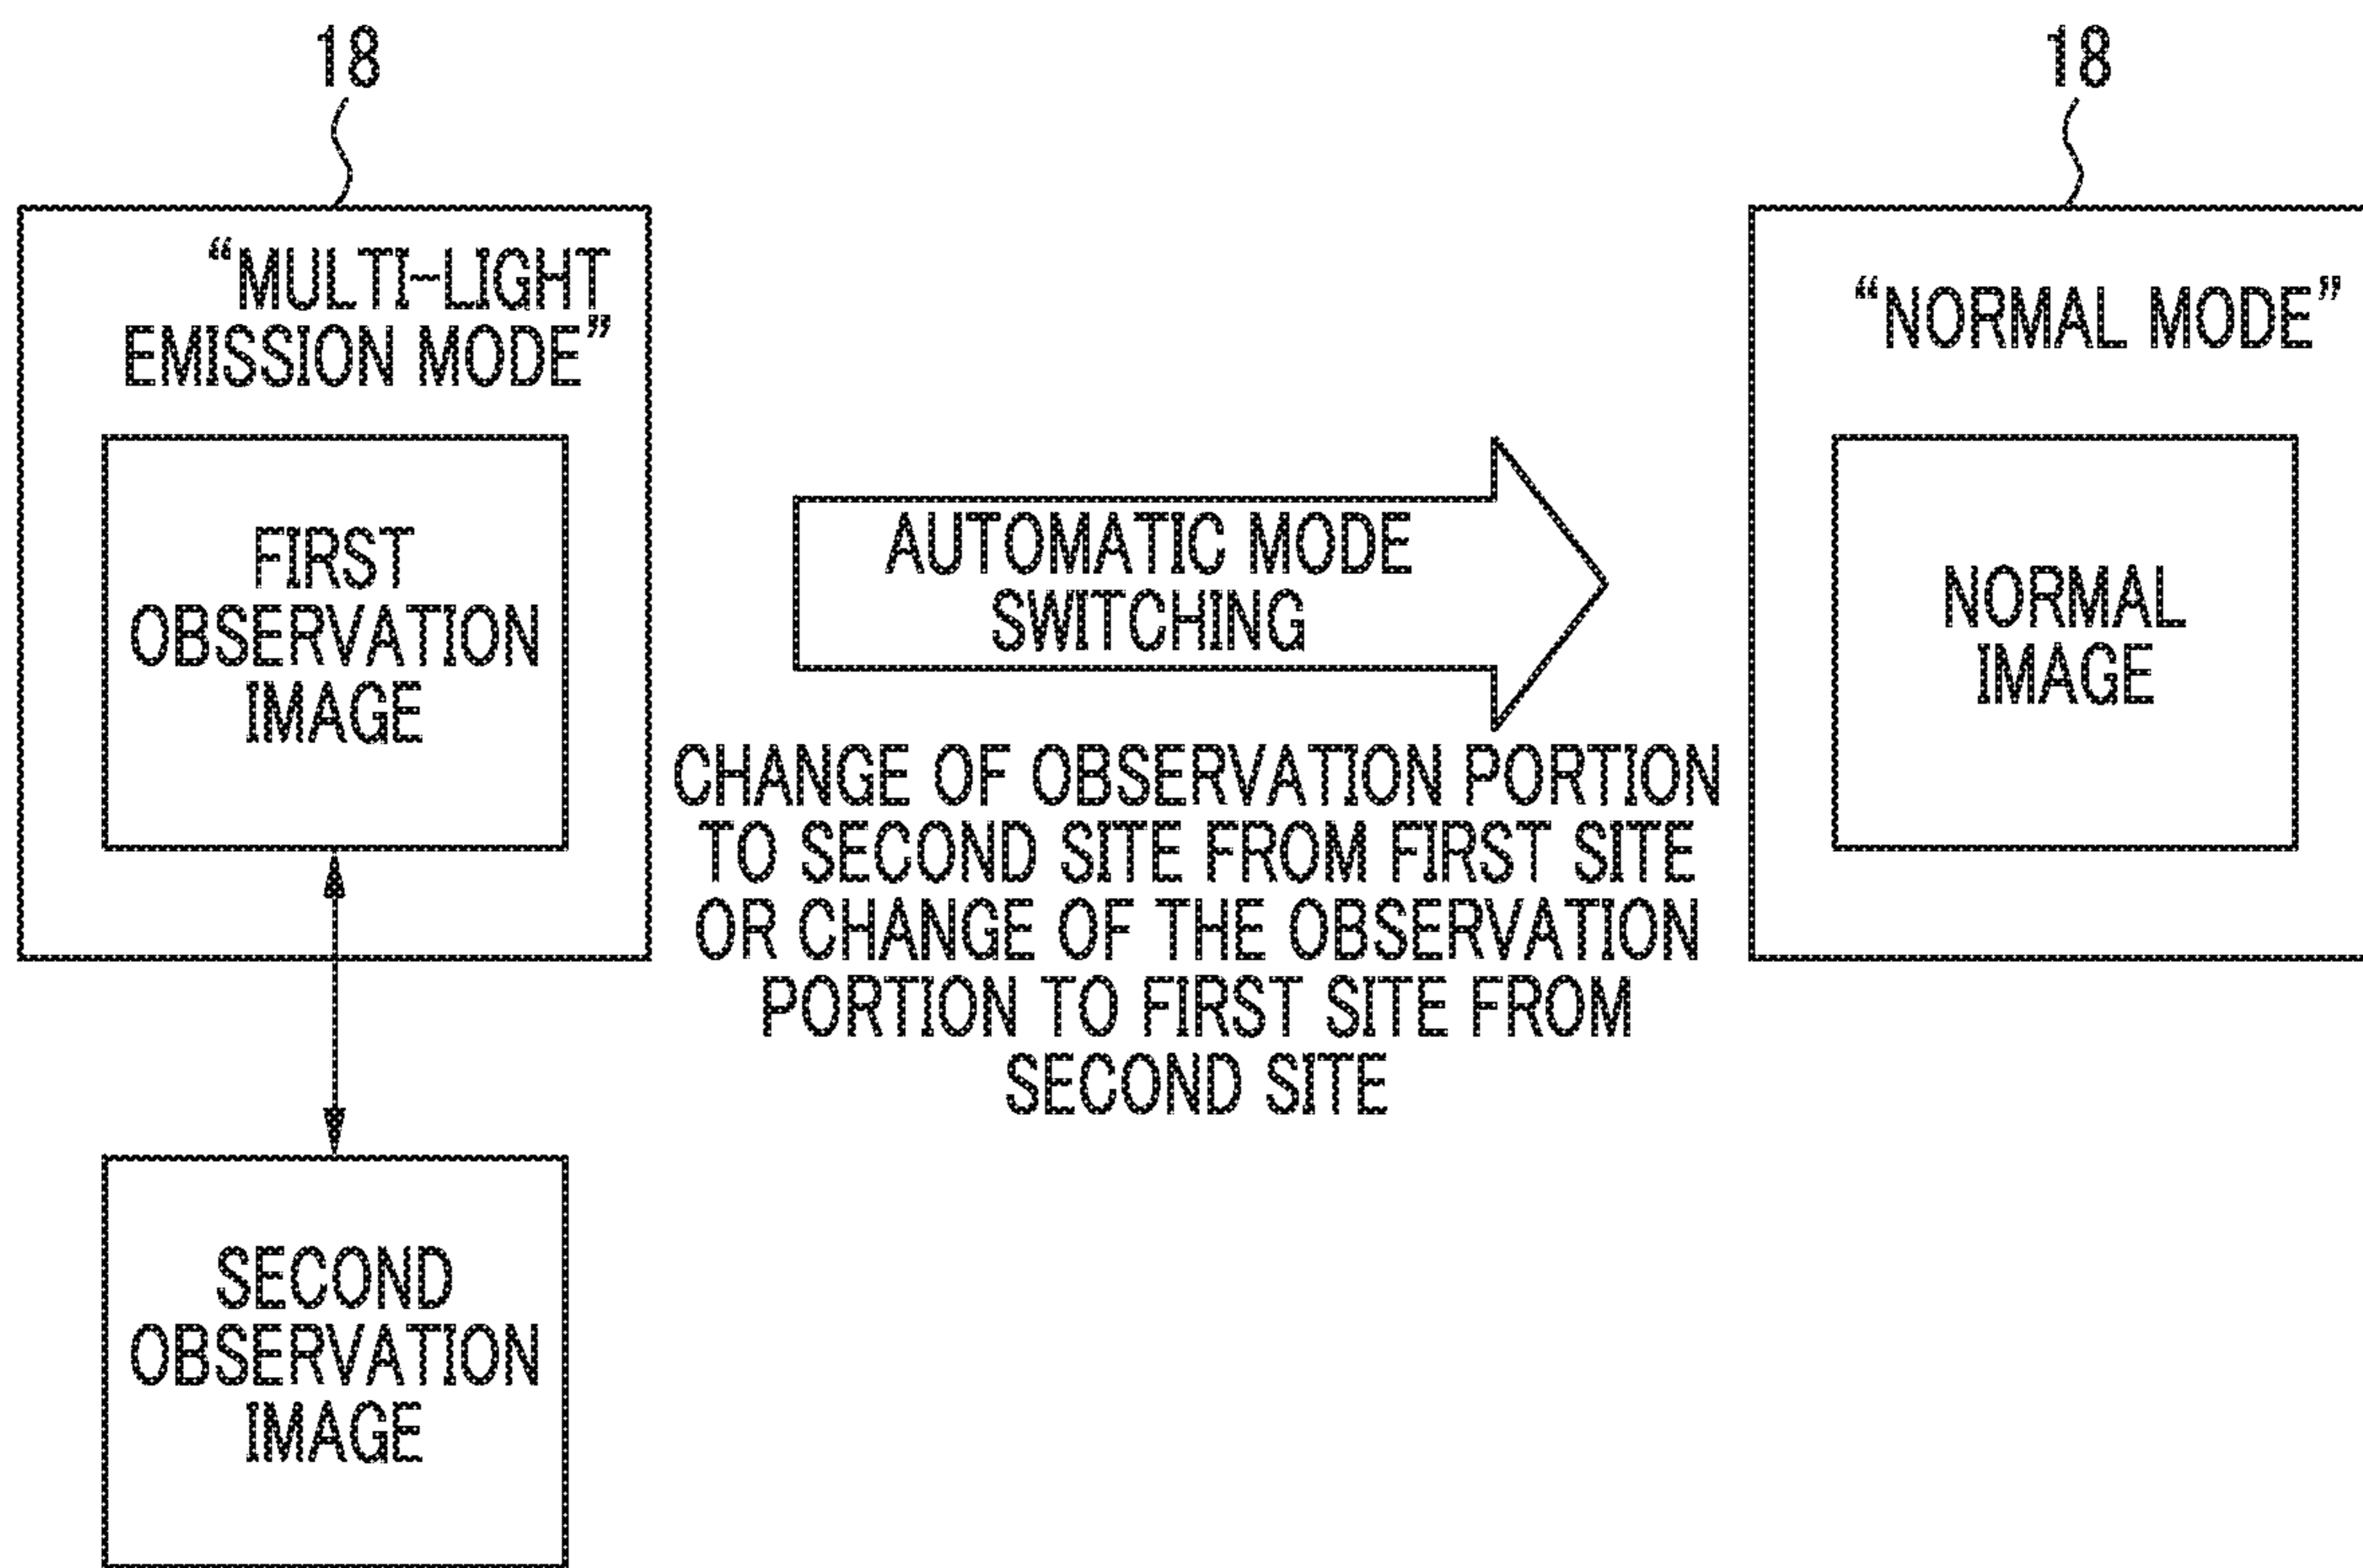 18
“MULTI-LIGHT
EMISSION MODE”
FIRST
OBSERVATION
IMAGE
SECOND
OBSERVATION
IMAGE
AUTOMATIC MODE
SWITCHING
CHANGE OF OBSERVATION PORTION
TO SECOND SITE FROM FIRST SITE
OR CHANGE OF THE OBSERVATION
PORTION TO FIRST SITE FROM
SECOND SITE
18
“NORMAL MODE”
NORMAL
IMAGE